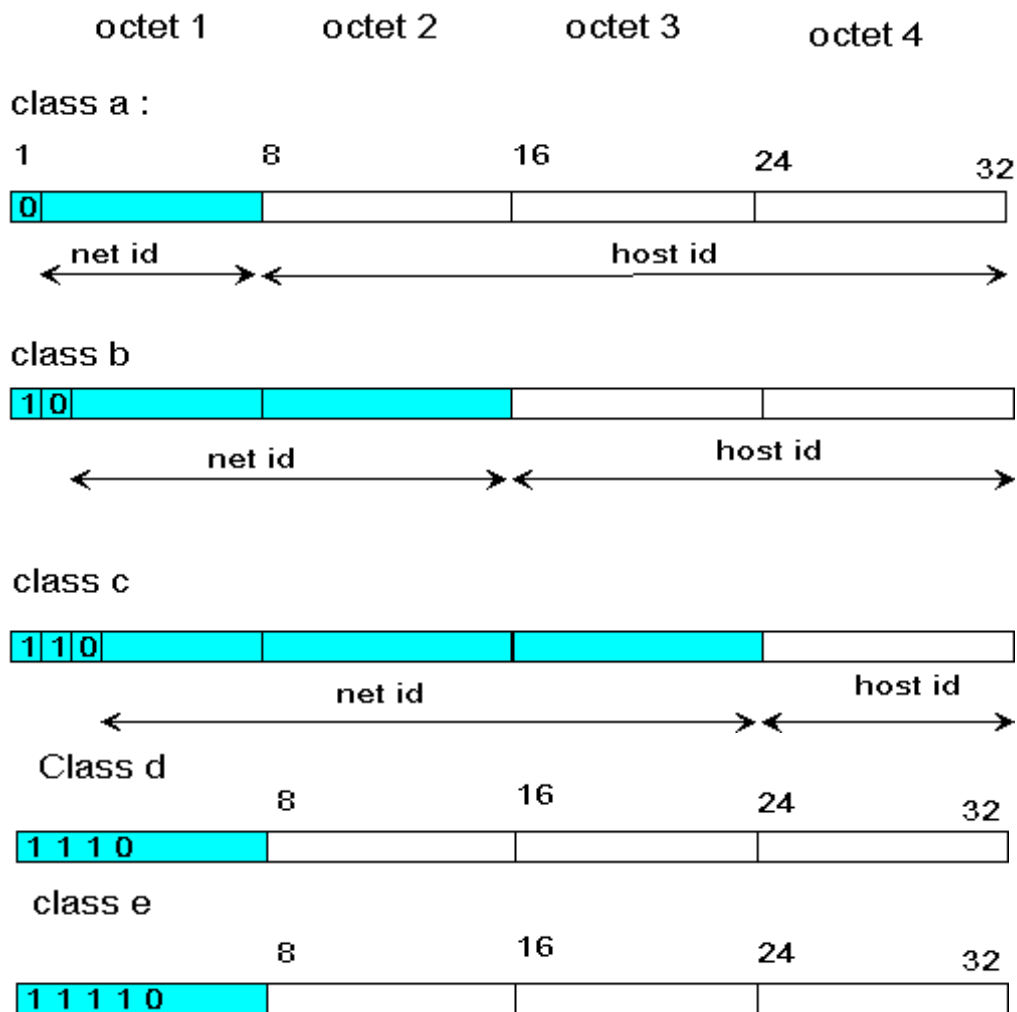 octet 1 octet 2 octet 3 octet 4
class a :
1 8 16 24 32
0
net id host id
class b
1 0
net id host id
class c
1 1 0
net id host id
Class d
8 16 24 32
1 1 1 0
class e
8 16 24 32
1 1 1 1 0